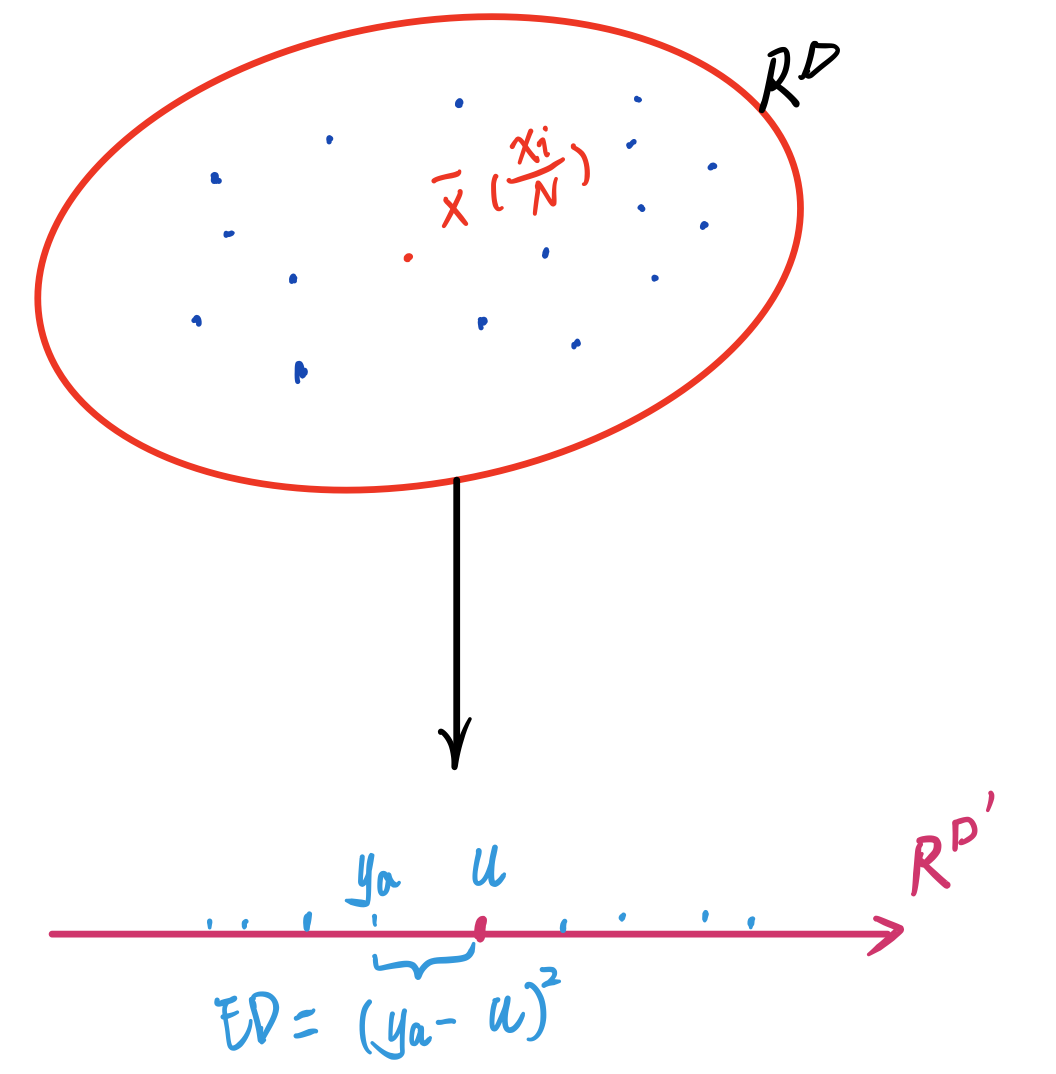 R^D
x̄ (xi/N)
ya u
R^D'
ED = (ya - u)^2